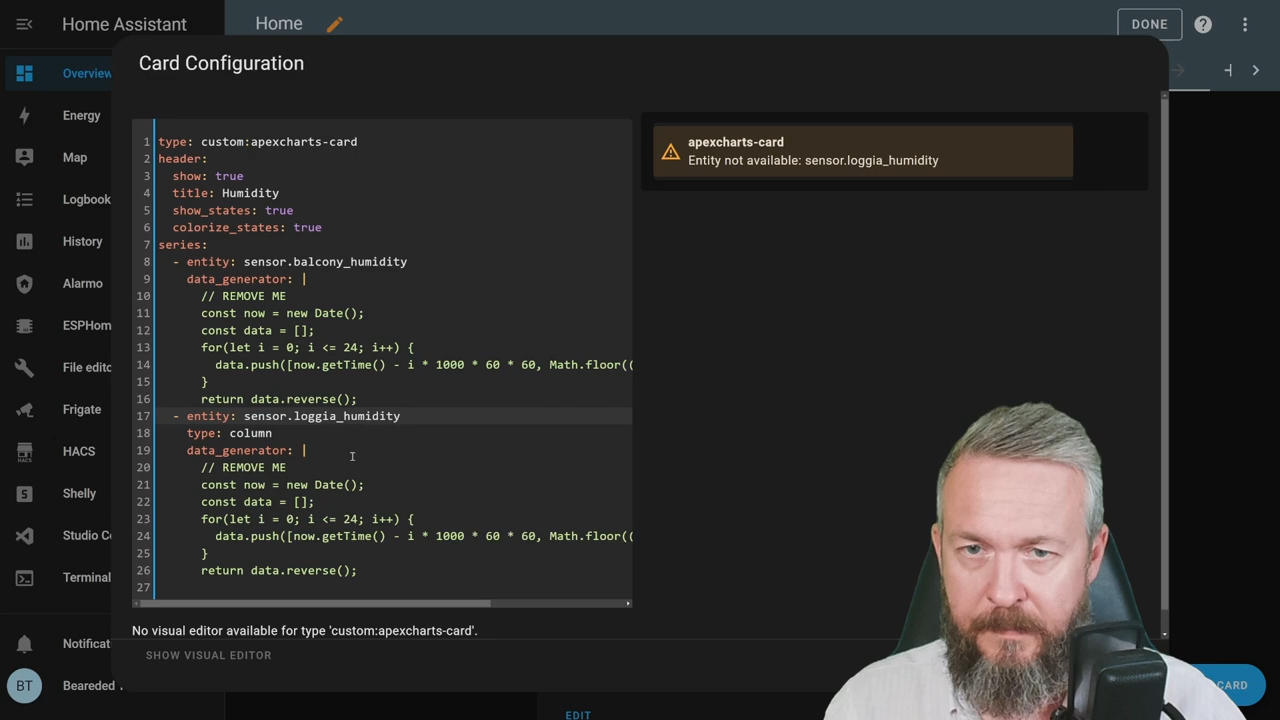 Home Assistant
Home
DONE
Overview
Energy
Map
Logbook
History
Alarmo
ESPHom
File edito
Frigate
HACS
Shelly
Studio Co
Terminal
Notificat
BT
Bearded
Card Configuration
1 type: custom:apexcharts-card
2 header:
3 show: true
4 title: Humidity
5 show_states: true
6 colorize_states: true
7 series:
8 - entity: sensor.balcony_humidity
9 data_generator: |
10 // REMOVE ME
11 const now = new Date();
12 const data = [];
13 for(let i = 0; i <= 24; i++) {
14 data.push([now.getTime() - i * 1000 * 60 * 60, Math.floor((
15 }
16 return data.reverse();
17 - entity: sensor.loggia_humidity
18 type: column
19 data_generator: |
20 // REMOVE ME
21 const now = new Date();
22 const data = [];
23 for(let i = 0; i <= 24; i++) {
24 data.push([now.getTime() - i * 1000 * 60 * 60, Math.floor((
25 }
26 return data.reverse();
27
No visual editor available for type 'custom:apexcharts-card'.
SHOW VISUAL EDITOR
apexcharts-card
Entity not available: sensor.loggia_humidity
CARD
EDIT